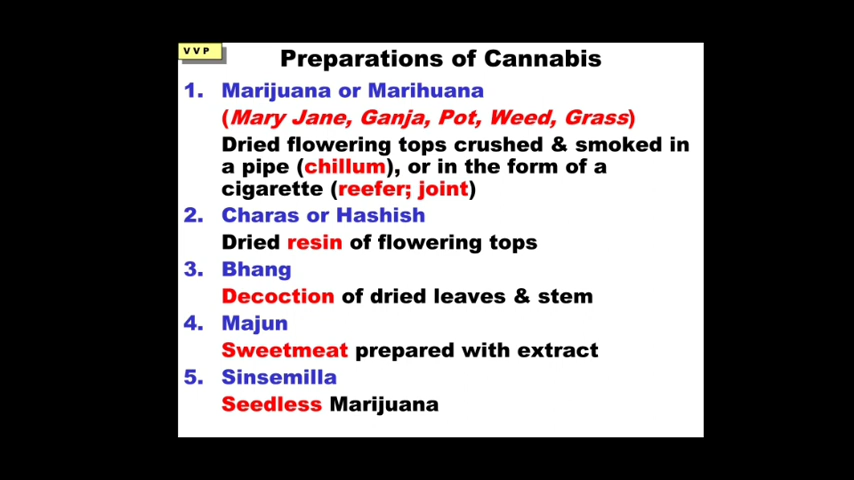 VVP
Preparations of Cannabis
1. Marijuana or Marihuana
(Mary Jane, Ganja, Pot, Weed, Grass)
Dried flowering tops crushed & smoked in
a pipe (chillum), or in the form of a
cigarette (reefer; joint)
2. Charas or Hashish
Dried resin of flowering tops
3. Bhang
Decoction of dried leaves & stem
4. Majun
Sweetmeat prepared with extract
5. Sinsemilla
Seedless Marijuana